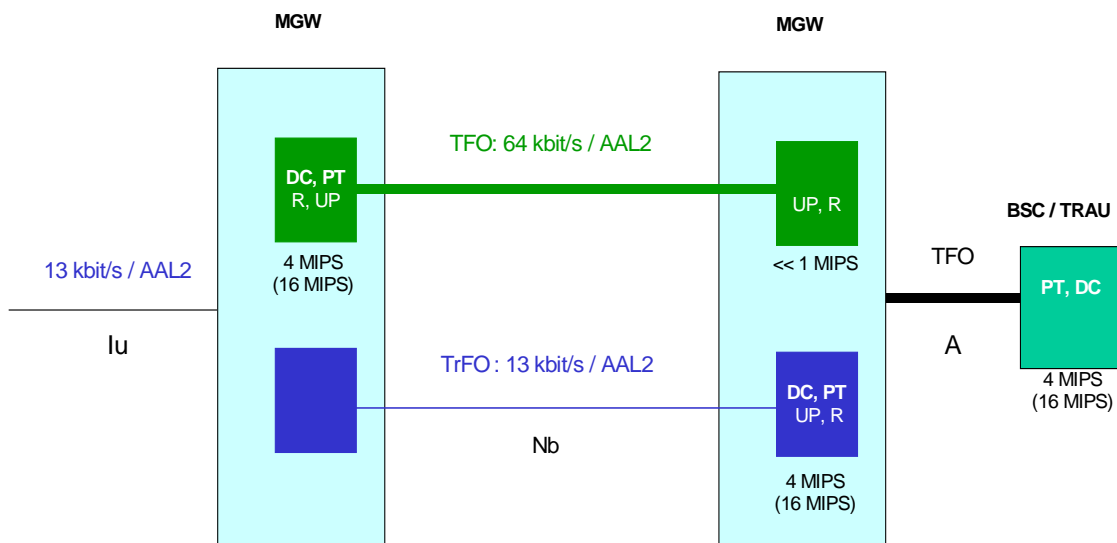 MGW
MGW
TFO: 64 kbit/s / AAL2
DC, PT
R, UP
UP, R
BSC / TRAU
13 kbit/s / AAL2
4 MIPS
(16 MIPS)
<< 1 MIPS
TFO
PT, DC
Iu
A
TrFO : 13 kbit/s / AAL2
4 MIPS
(16 MIPS)
DC, PT
UP, R
Nb
4 MIPS
(16 MIPS)